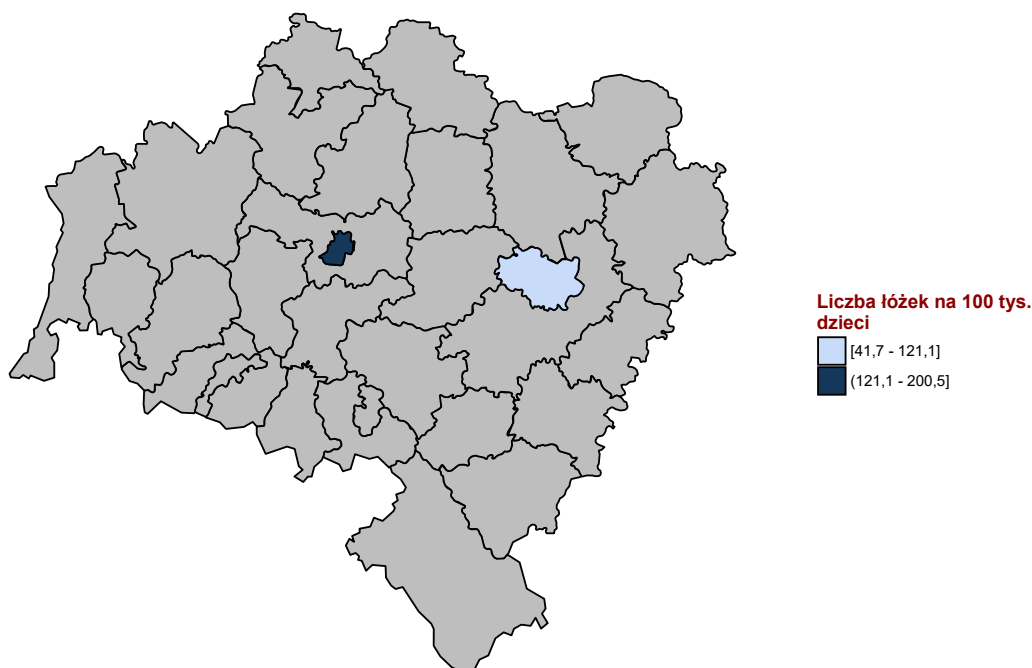 Liczba łóżek na 100 tys.
dzieci
[41,7 - 121,1]
(121,1 - 200,5]